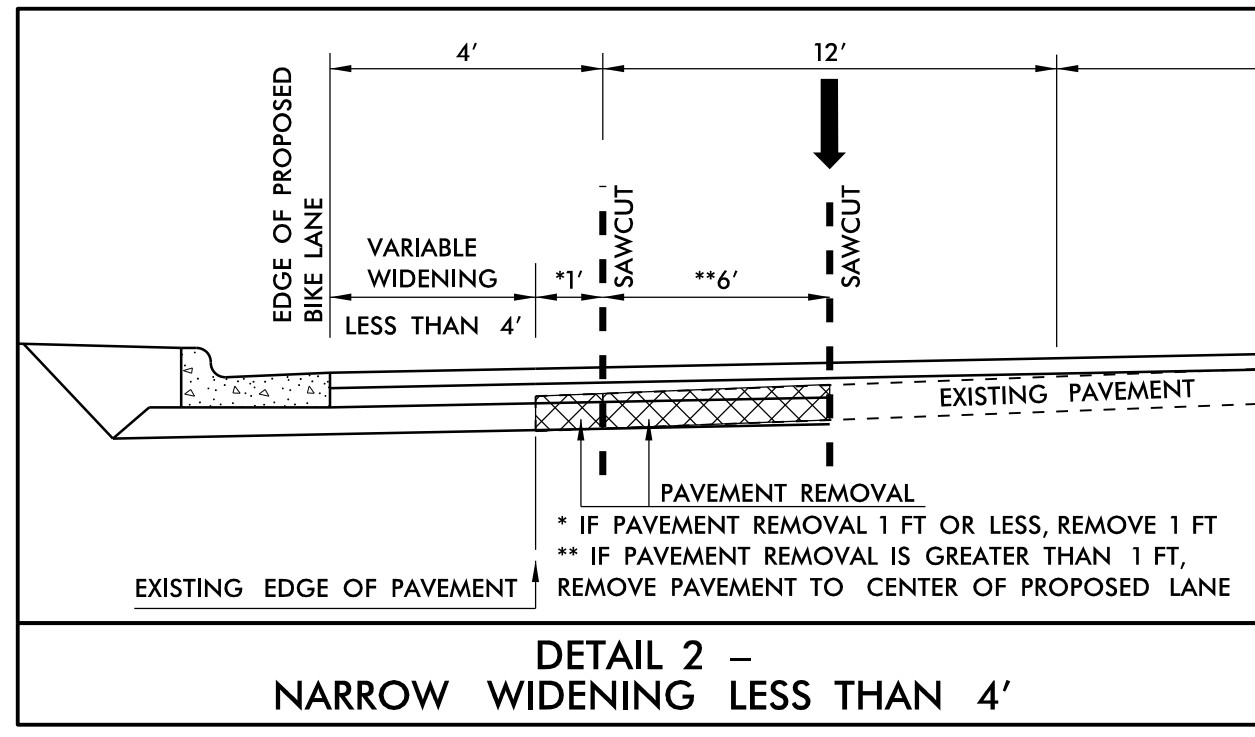 4' 12'
EDGE OF PROPOSED
BIKE LANE
VARIABLE
WIDENING
LESS THAN 4'
*1'
SAWCUT
**6'
SAWCUT
EXISTING PAVEMENT
PAVEMENT REMOVAL
* IF PAVEMENT REMOVAL 1 FT OR LESS, REMOVE 1 FT
** IF PAVEMENT REMOVAL IS GREATER THAN 1 FT,
REMOVE PAVEMENT TO CENTER OF PROPOSED LANE
EXISTING EDGE OF PAVEMENT
DETAIL 2 –
NARROW WIDENING LESS THAN 4'